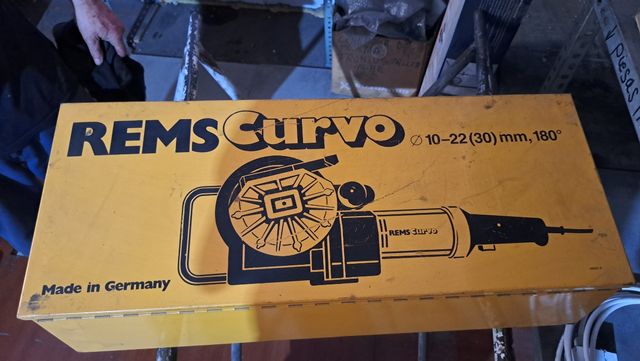 REMS Curvo ⌀ 10-22 (30) mm, 180°
REMS Curvo
Made in Germany